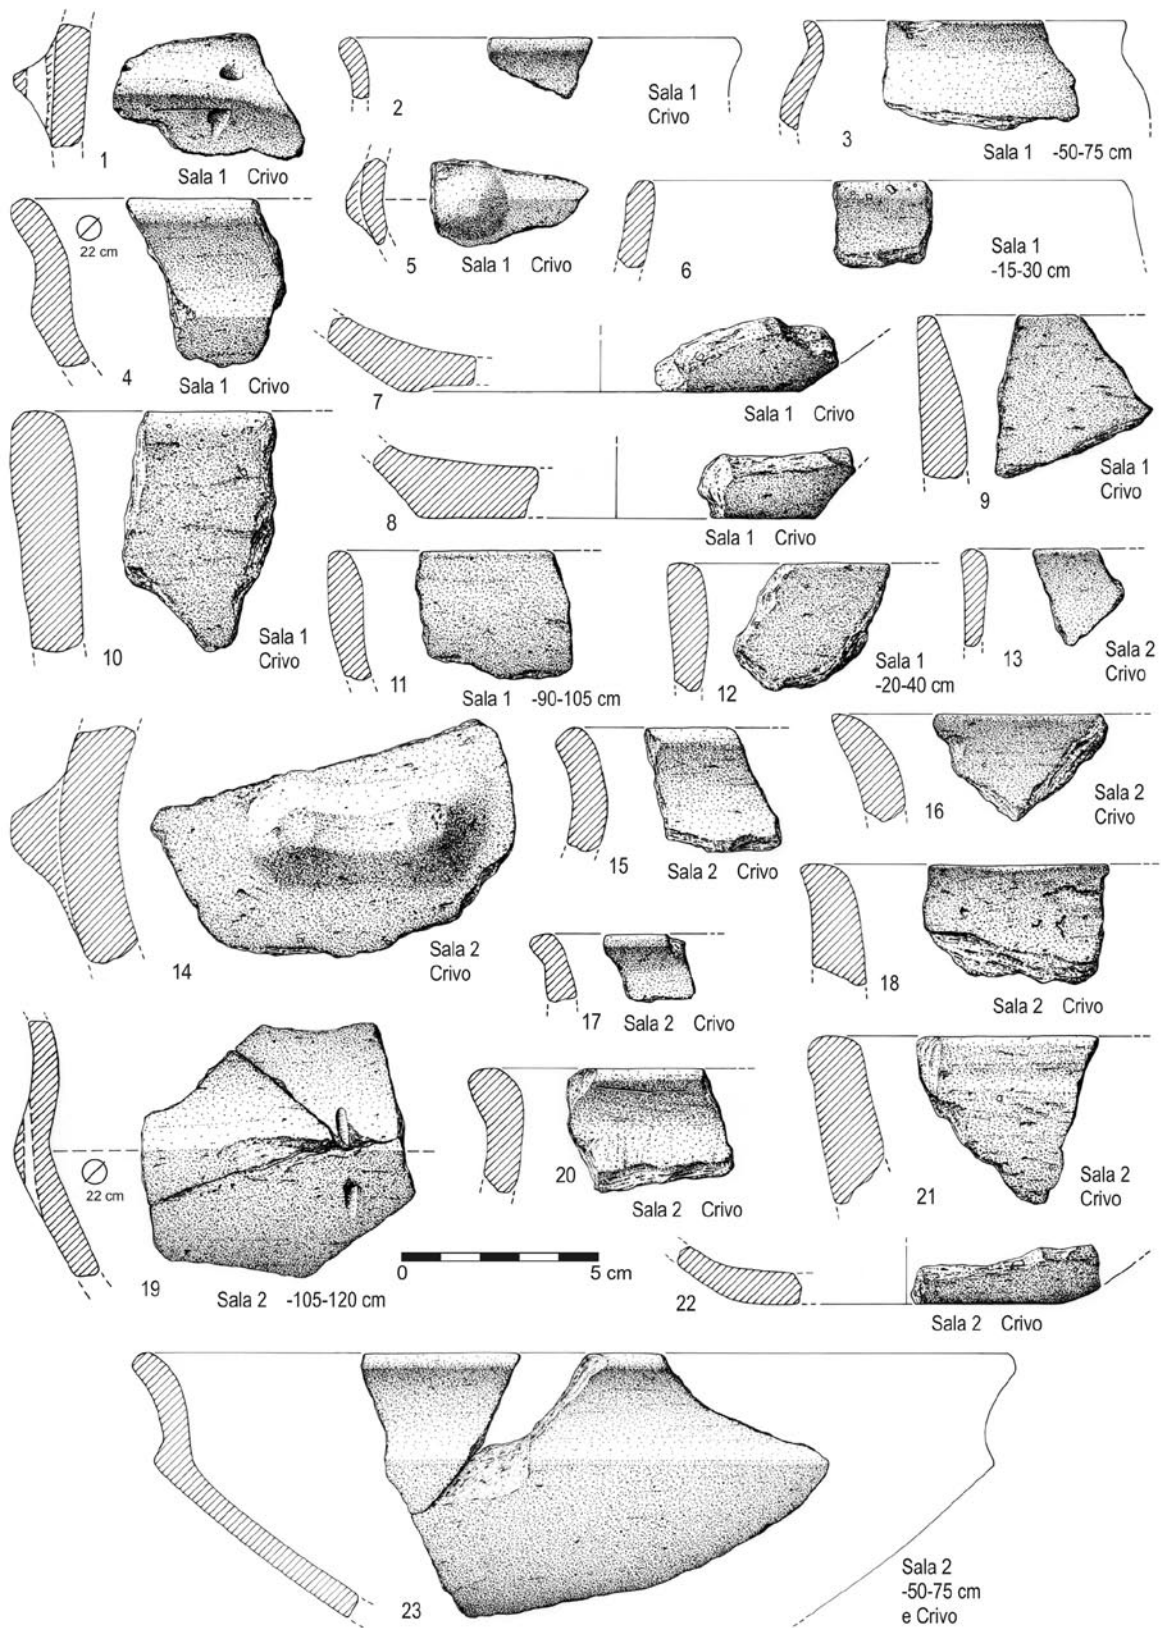 1
Sala 1 Crivo
2
Sala 1
Crivo
3
Sala 1 -50-75 cm
4
22 cm
Sala 1 Crivo
5
Sala 1 Crivo
6
Sala 1
-15-30 cm
7
Sala 1 Crivo
8
Sala 1 Crivo
9
Sala 1
Crivo
10
Sala 1
Crivo
11
Sala 1 -90-105 cm
12
Sala 1
-20-40 cm
13
Sala 2
Crivo
14
Sala 2
Crivo
15
Sala 2 Crivo
16
Sala 2
Crivo
17
Sala 2 Crivo
18
Sala 2 Crivo
19
22 cm
Sala 2 -105-120 cm
20
Sala 2 Crivo
21
Sala 2
Crivo
0 5 cm
22
Sala 2 Crivo
23
Sala 2
-50-75 cm
e Crivo